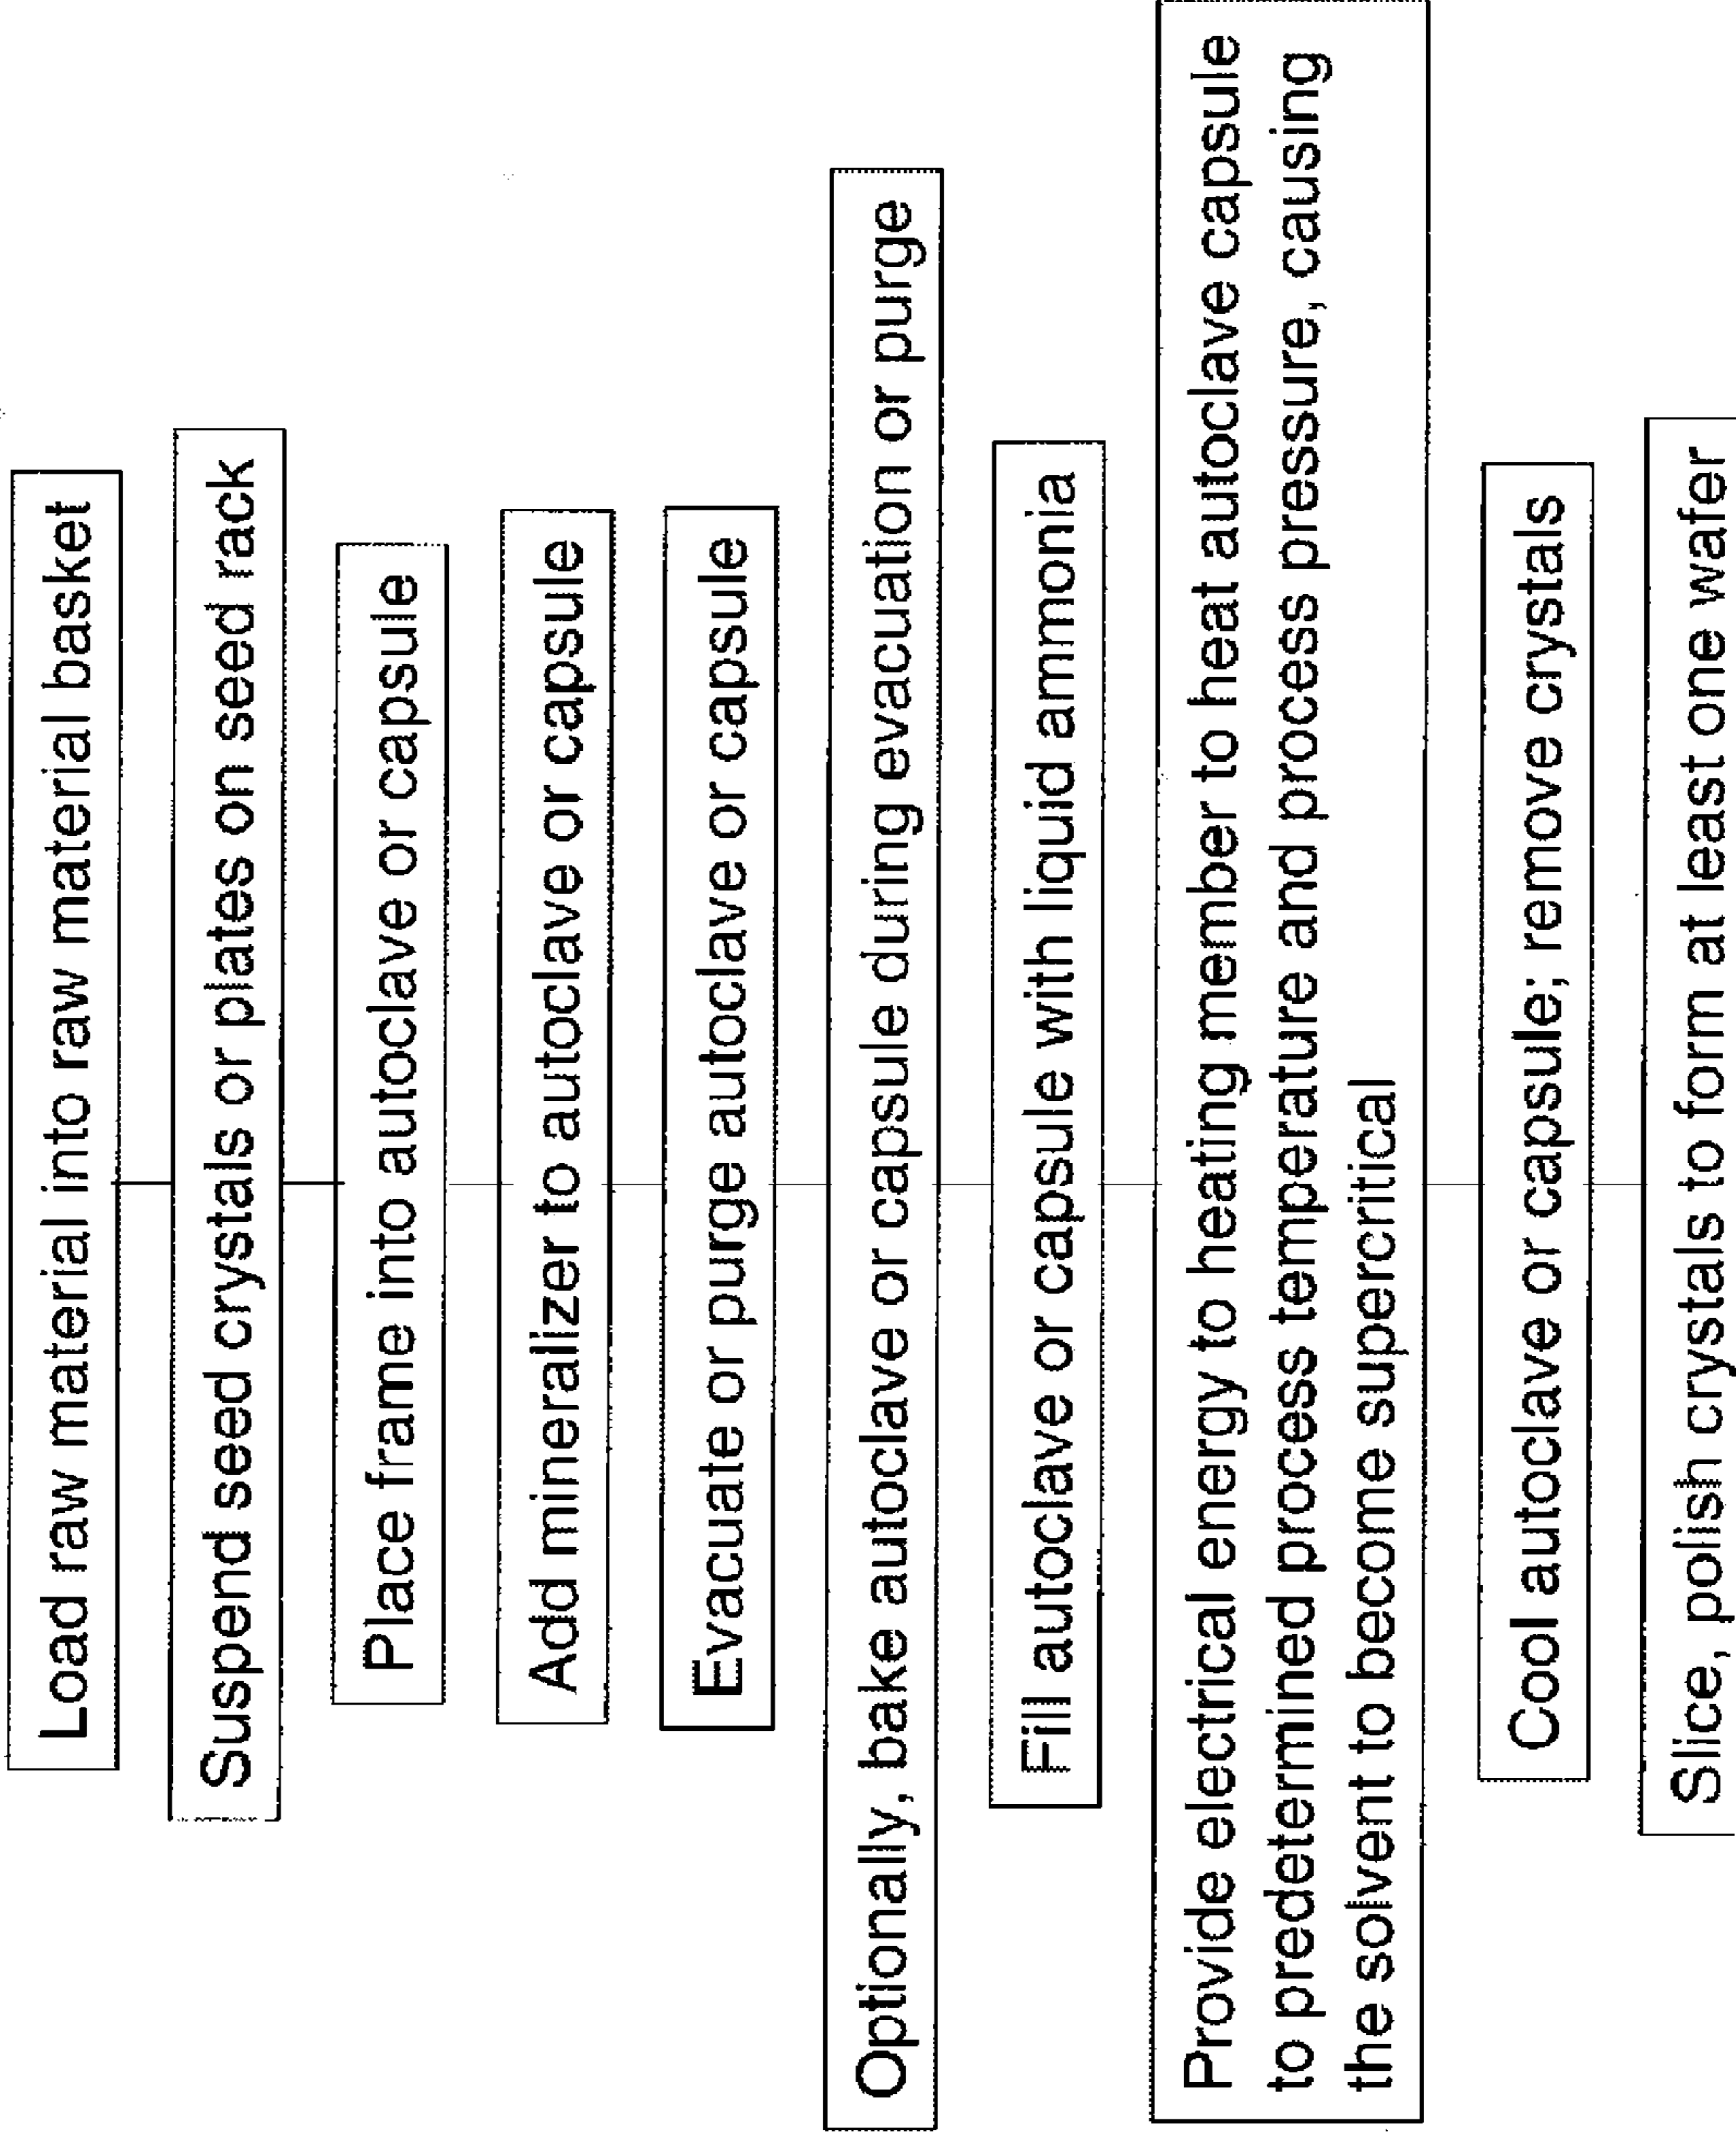 Load raw material into raw material basket
Suspend seed crystals or plates on seed rack
Place frame into autoclave or capsule
Add mineralizer to autoclave or capsule
Evacuate or purge autoclave or capsule
Optionally, bake autoclave or capsule during evacuation or purge
Fill autoclave or capsule with liquid ammonia
Provide electrical energy to heating member to heat autoclave capsule
to predetermined process temperature and process pressure, causing
the solvent to become supercritical
Cool autoclave or capsule; remove crystals
Slice, polish crystals to form at least one wafer